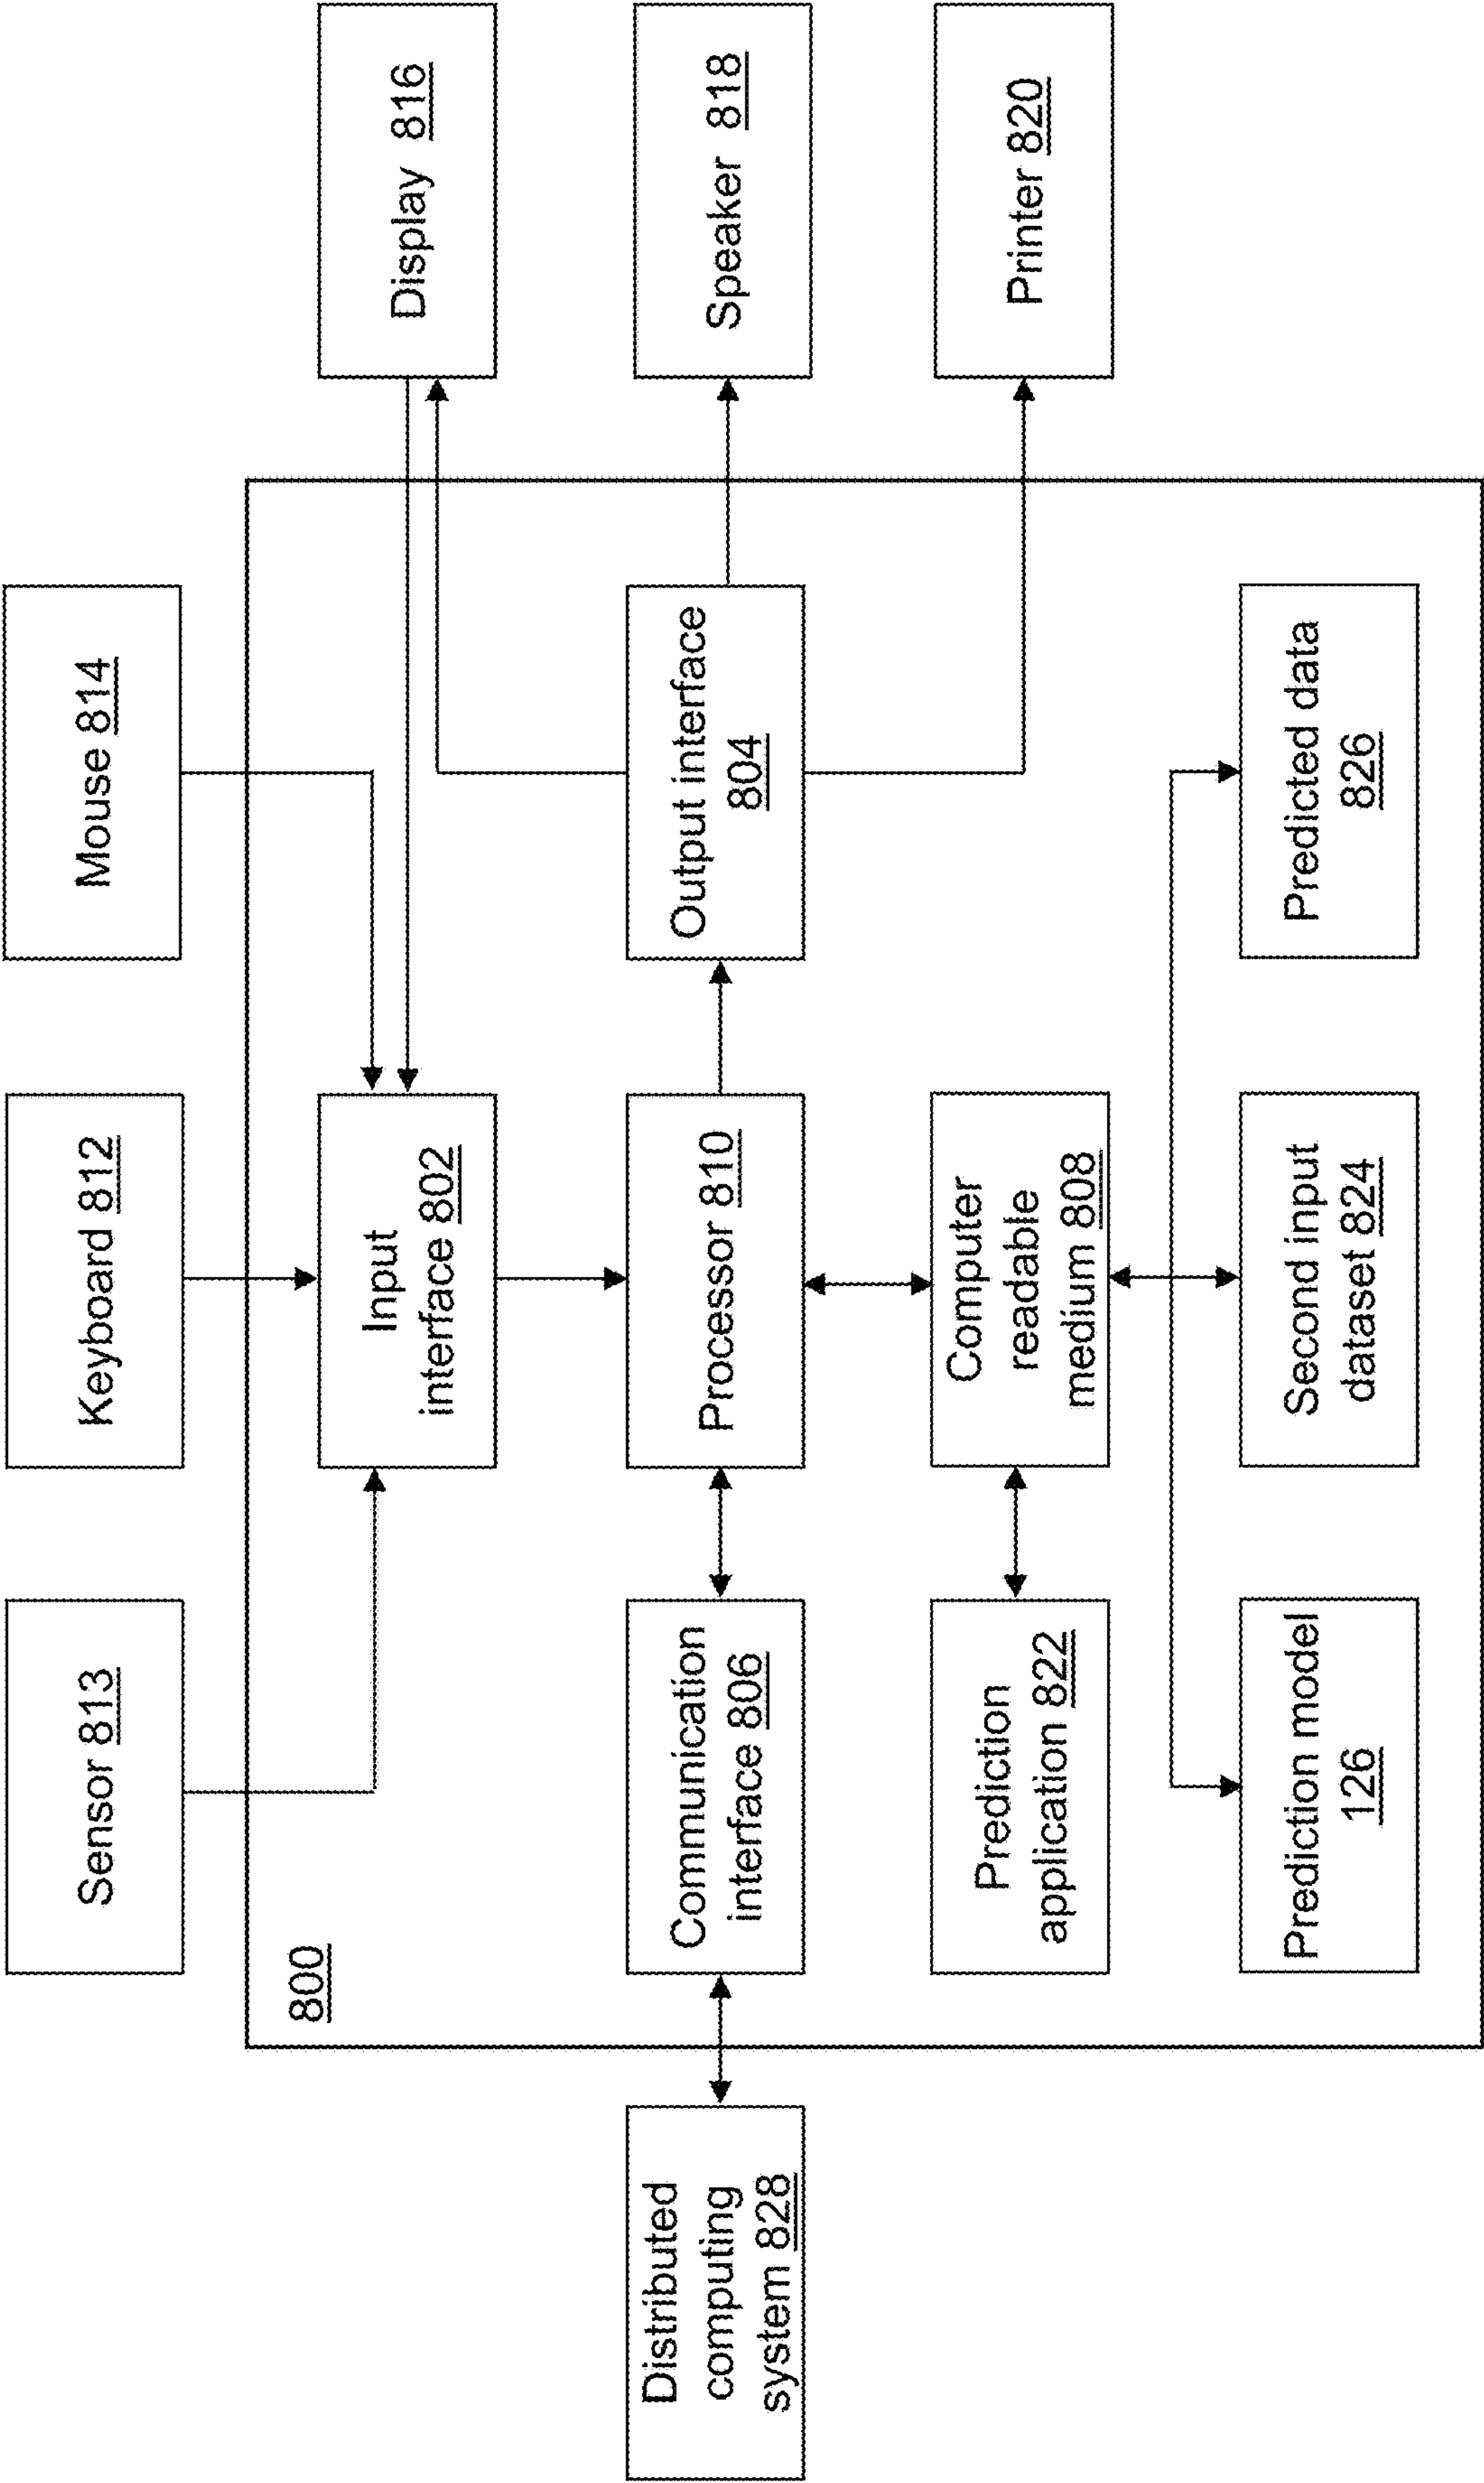 Sensor 813
Keyboard 812
Mouse 814
800
Input
interface 802
Display 816
Distributed
computing
system 828
Communication
interface 806
Processor 810
Output interface
804
Speaker 818
Prediction
application 822
Computer
readable
medium 808
Printer 820
Prediction model
126
Second input
dataset 824
Predicted data
826